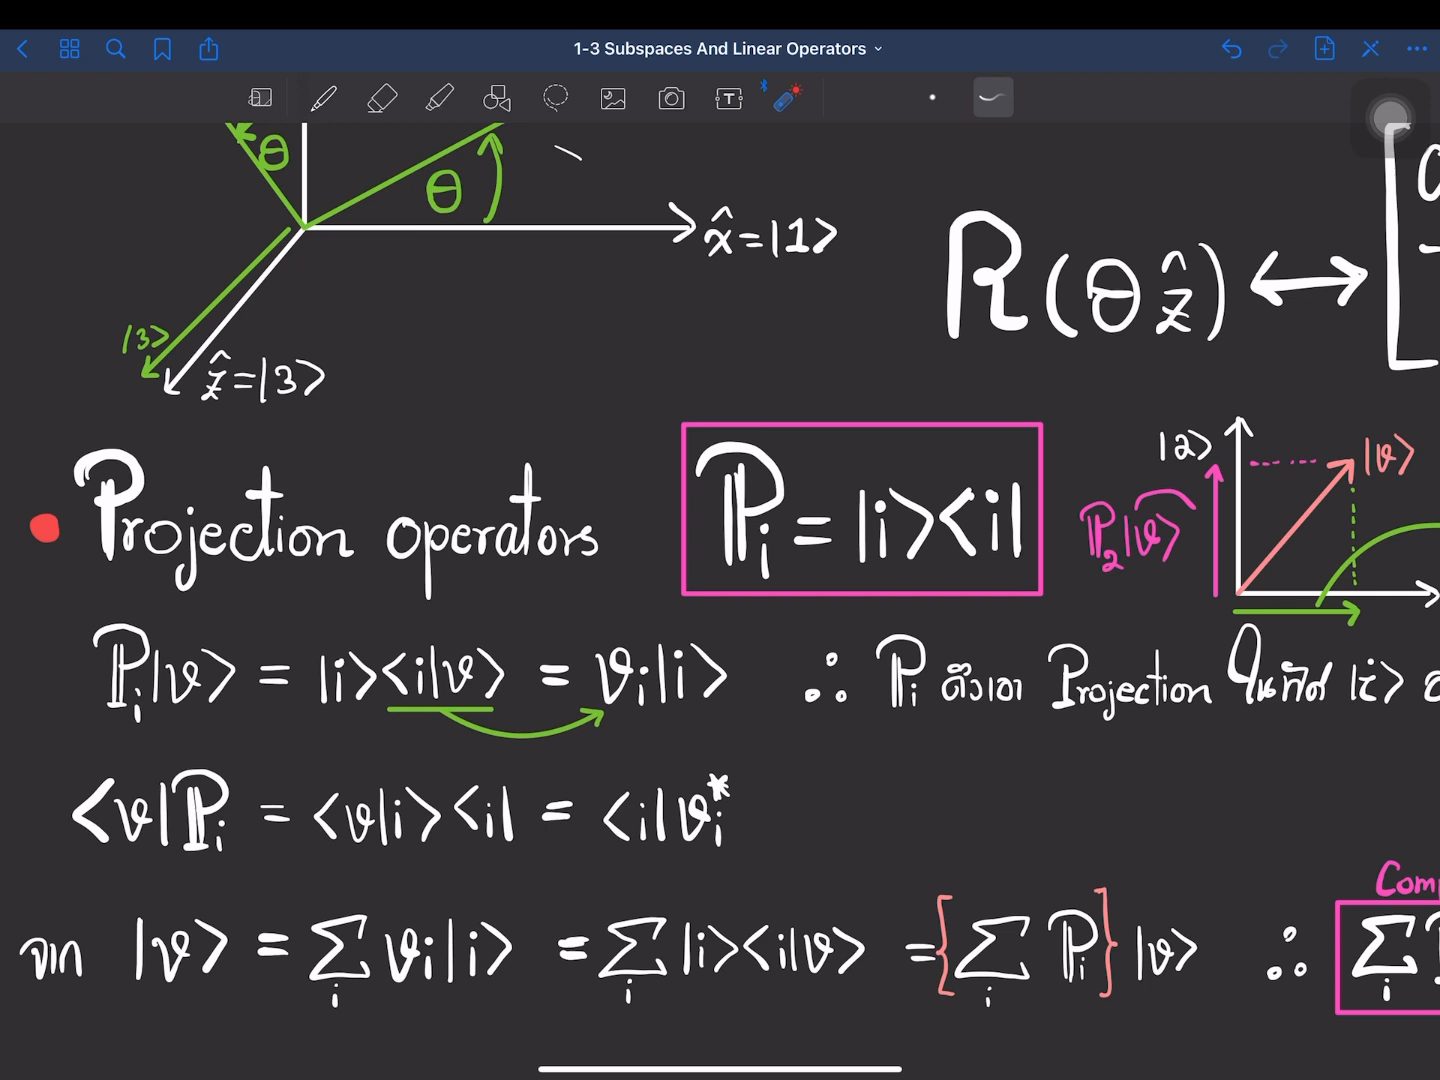 1-3 Subspaces And Linear Operators
T
θ
θ
x̂=|1>
|3>
ẑ=|3>
R(θẑ) ↔ [
Projection operators
ℙᵢ = |i><i|
|2>
|v>
ℙ₂|v>
ℙᵢ|v> = |i><i|v> = vᵢ|i> ∴ ℙᵢ คือเอา Projection ในทิศ |i>
<v|ℙᵢ = <v|i><i| = <i|vᵢ*
Com
จาก |v> = Σᵢ vᵢ|i> = Σᵢ |i><i|v> = {Σᵢ ℙᵢ}|v> ∴ Σᵢ